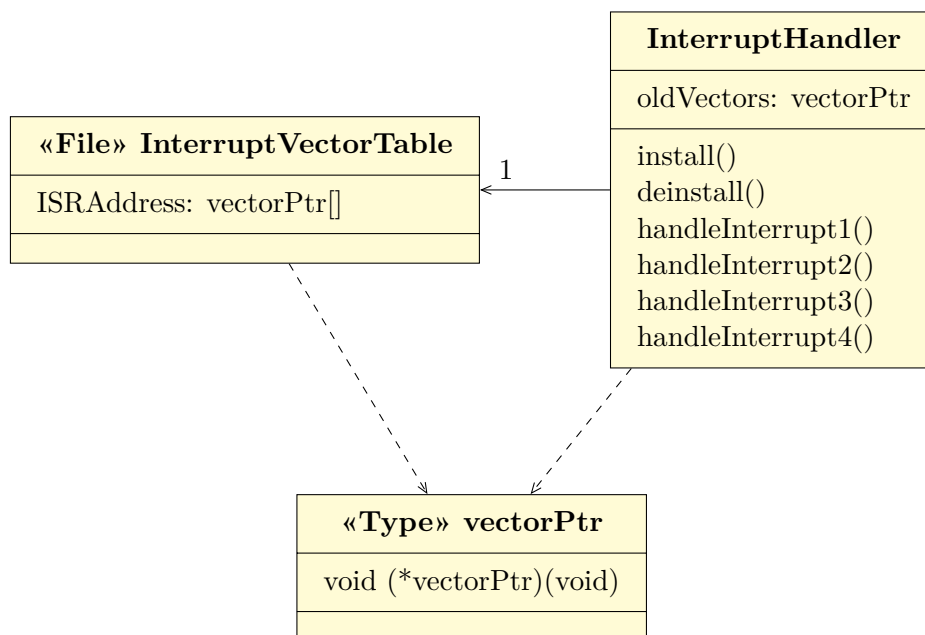 InterruptHandler
oldVectors: vectorPtr
install()
deinstall()
handleInterrupt1()
handleInterrupt2()
handleInterrupt3()
handleInterrupt4()
«File» InterruptVectorTable
ISRAddress: vectorPtr[]
1
«Type» vectorPtr
void (*vectorPtr)(void)